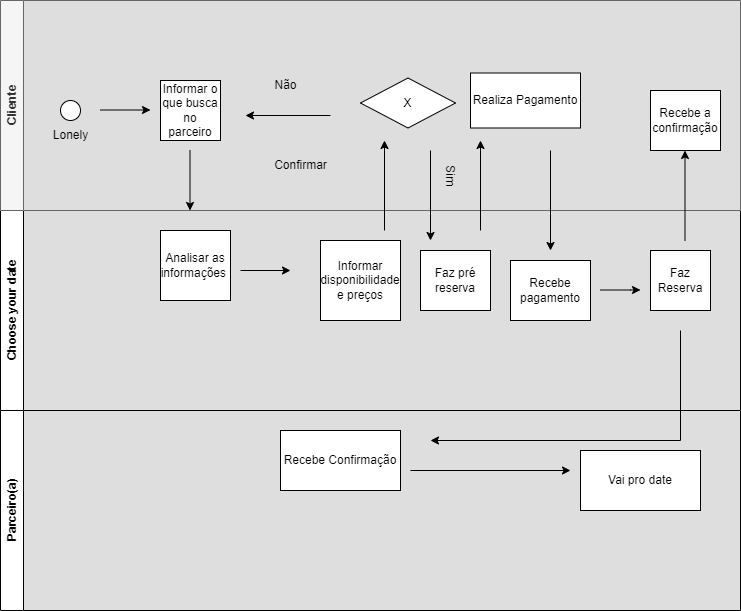 Cliente
Lonely
Informar o
que busca
no
parceiro
Não
Confirmar
X
Sim
Realiza Pagamento
Recebe a
confirmação
Choose your date
Analisar as
informações
Informar
disponibilidade
e preços
Faz pré
reserva
Recebe
pagamento
Faz
Reserva
Parceiro(a)
Recebe Confirmação
Vai pro date